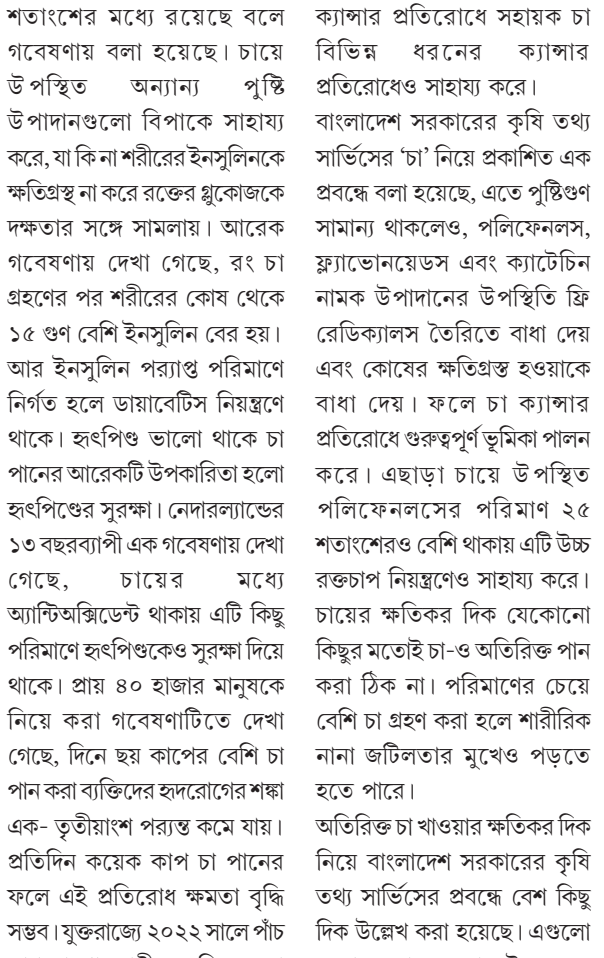 শতাংশের মধ্যে রয়েছে বলে
গবেষণায় বলা হয়েছে। চায়ে
উপস্থিত অন্যান্য পুষ্টি
উপাদানগুলো বিপাকে সাহায্য
করে, যা কি না শরীরের ইনসুলিনকে
ক্ষতিগ্রস্থ না করে রক্তের গ্লুকোজকে
দক্ষতার সঙ্গে সামলায়। আরেক
গবেষণায় দেখা গেছে, রং চা
গ্রহণের পর শরীরের কোষ থেকে
১৫ গুণ বেশি ইনসুলিন বের হয়।
আর ইনসুলিন পর‍্যাপ্ত পরিমাণে
নির্গত হলে ডায়াবেটিস নিয়ন্ত্রণে
থাকে। হৃৎপিণ্ড ভালো থাকে চা
পানের আরেকটি উপকারিতা হলো
হৃৎপিণ্ডের সুরক্ষা। নেদারল্যান্ডের
১৩ বছরব্যাপী এক গবেষণায় দেখা
গেছে, চায়ের মধ্যে
অ্যান্টিঅক্সিডেন্ট থাকায় এটি কিছু
পরিমাণে হৃৎপিণ্ডকেও সুরক্ষা দিয়ে
থাকে। প্রায় ৪০ হাজার মানুষকে
নিয়ে করা গবেষণাটিতে দেখা
গেছে, দিনে ছয় কাপের বেশি চা
পান করা ব্যক্তিদের হৃদরোগের শঙ্কা
এক- তৃতীয়াংশ পর‍্যন্ত কমে যায়।
প্রতিদিন কয়েক কাপ চা পানের
ফলে এই প্রতিরোধ ক্ষমতা বৃদ্ধি
সম্ভব। যুক্তরাজ্যে ২০২২ সালে পাঁচ
ক্যান্সার প্রতিরোধে সহায়ক চা
বিভিন্ন ধরনের ক্যান্সার
প্রতিরোধেও সাহায্য করে।
বাংলাদেশ সরকারের কৃষি তথ্য
সার্ভিসের ‘চা’ নিয়ে প্রকাশিত এক
প্রবন্ধে বলা হয়েছে, এতে পুষ্টিগুণ
সামান্য থাকলেও, পলিফেনলস,
ফ্ল্যাভোনয়েডস এবং ক্যাটেচিন
নামক উপাদানের উপস্থিতি ফ্রি
রেডিক্যালস তৈরিতে বাধা দেয়
এবং কোষের ক্ষতিগ্রস্ত হওয়াকে
বাধা দেয়। ফলে চা ক্যান্সার
প্রতিরোধে গুরুত্বপূর্ণ ভূমিকা পালন
করে। এছাড়া চায়ে উপস্থিত
পলিফেনলসের পরিমাণ ২৫
শতাংশেরও বেশি থাকায় এটি উচ্চ
রক্তচাপ নিয়ন্ত্রণেও সাহায্য করে।
চায়ের ক্ষতিকর দিক যেকোনো
কিছুর মতোই চা-ও অতিরিক্ত পান
করা ঠিক না। পরিমাণের চেয়ে
বেশি চা গ্রহণ করা হলে শারীরিক
নানা জটিলতার মুখেও পড়তে
হতে পারে।
অতিরিক্ত চা খাওয়ার ক্ষতিকর দিক
নিয়ে বাংলাদেশ সরকারের কৃষি
তথ্য সার্ভিসের প্রবন্ধে বেশ কিছু
দিক উল্লেখ করা হয়েছে। এগুলো